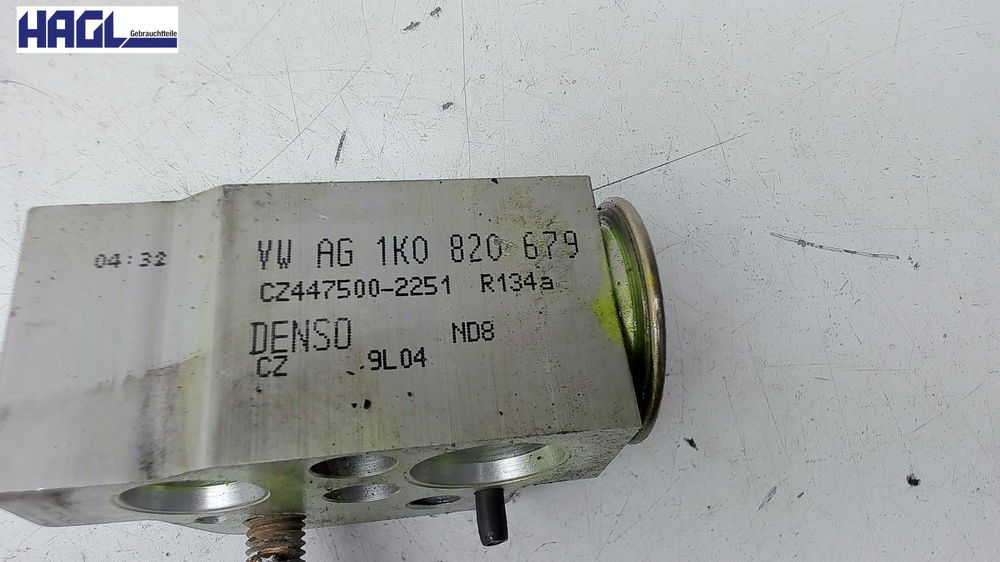 HAGL
Gebrauchtteile
04:32
VW AG 1K0 820 679
CZ447500-2251 R134a
DENSO ND8
CZ 9L04